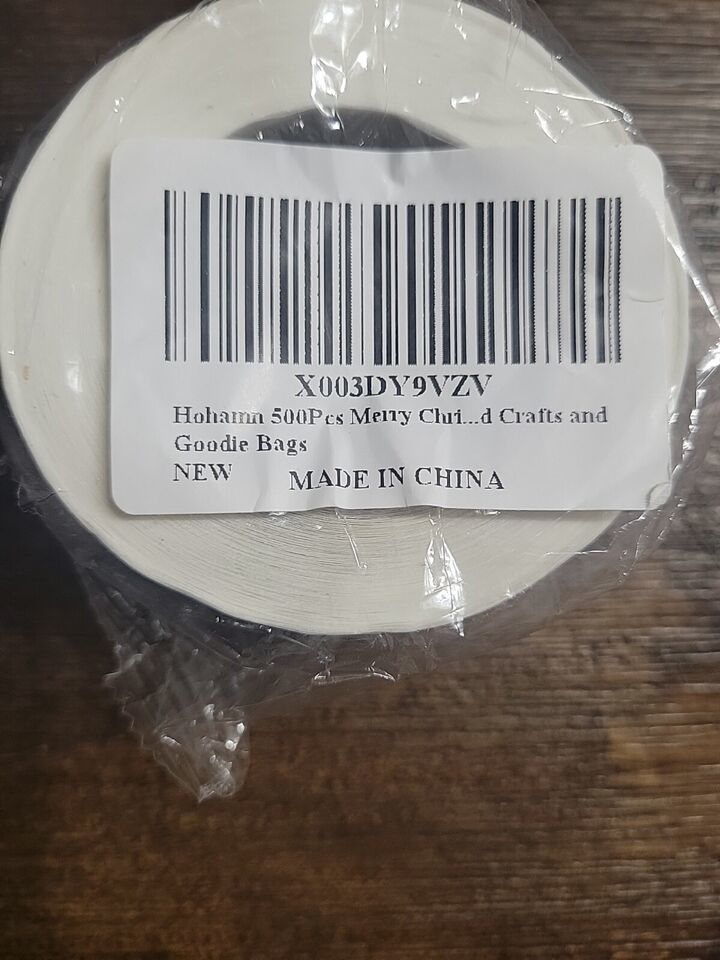 X003DY9VZV
Hohamn 500Pcs Merry Chri...d Crafts and
Goodie Bags
NEW MADE IN CHINA